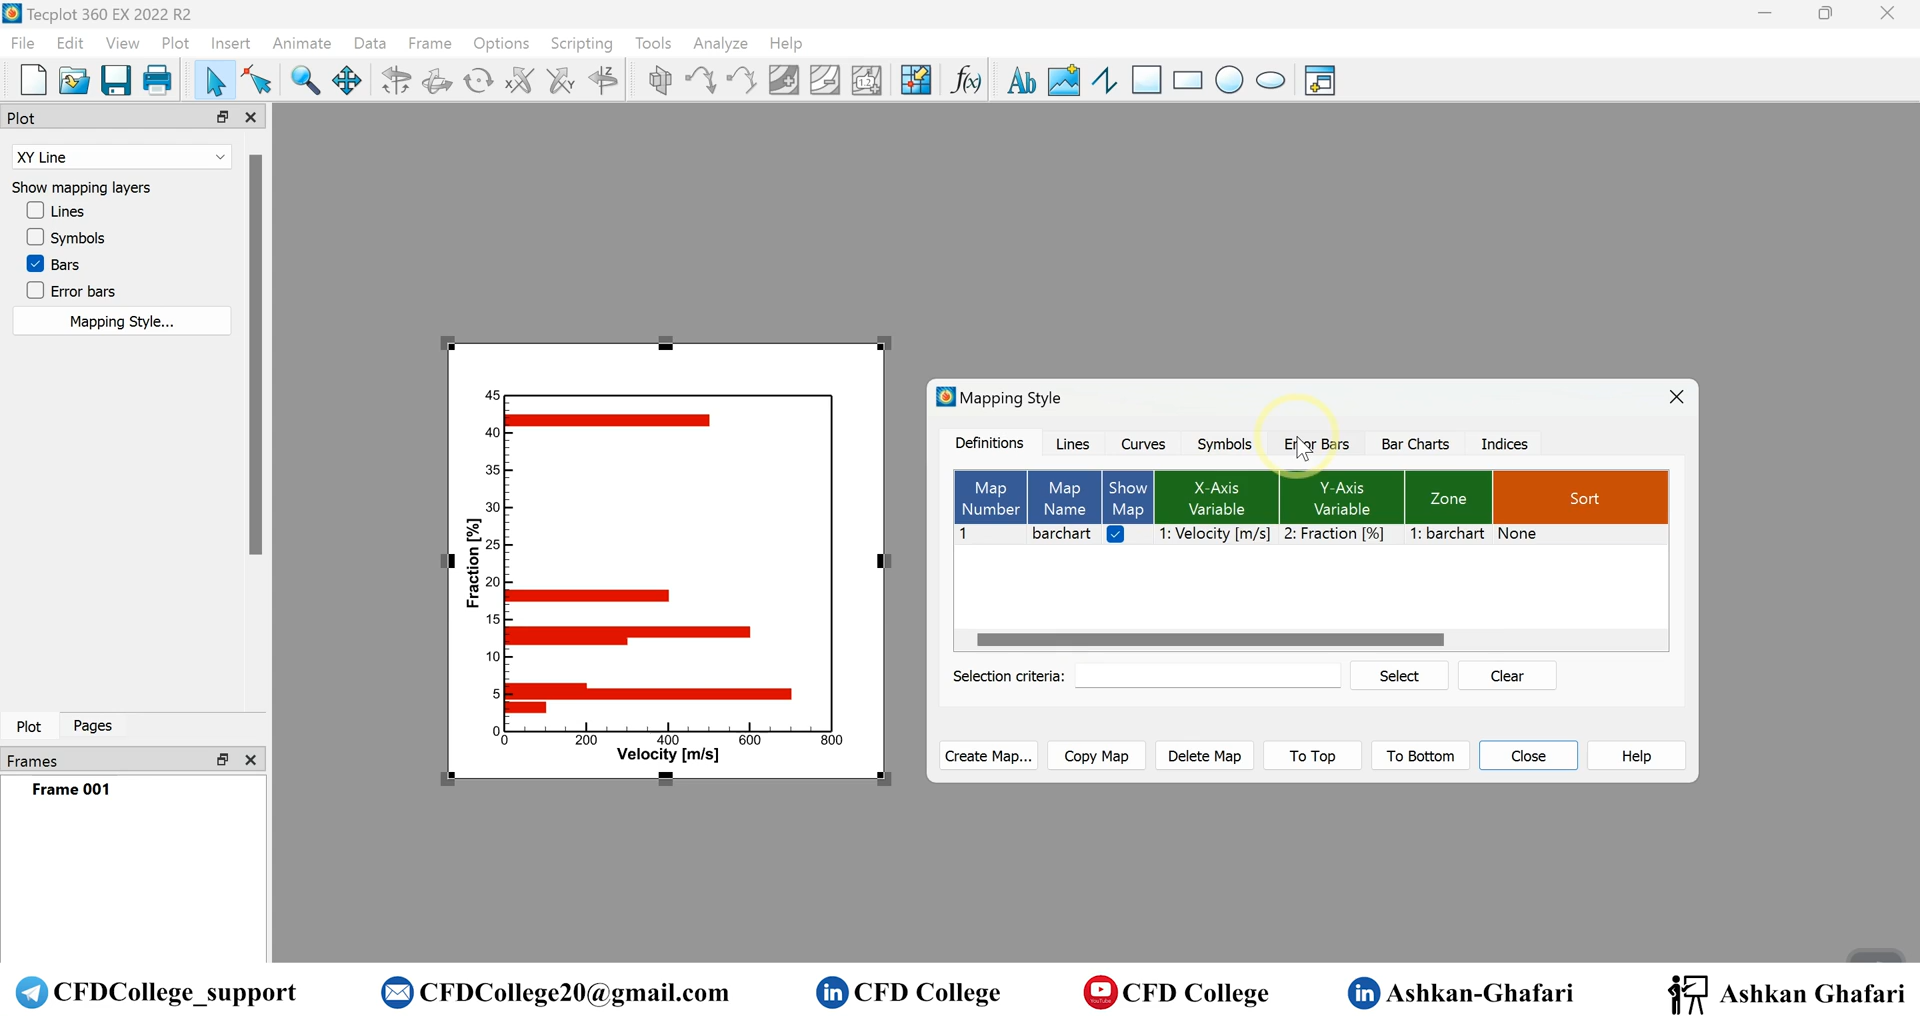 Tecplot 360 EX 2022 R2
File Edit View Plot Insert Animate Data Frame Options Scripting Tools Analyze Help
Plot
XY Line
Show mapping layers
Lines
Symbols
Bars
Error bars
Mapping Style...
Plot Pages
Frames
Frame 001
45
40
35
30
25
20
15
10
5
0
Fraction [%]
0 200 400 600 800
Velocity [m/s]
Mapping Style
Definitions Lines Curves Symbols Error Bars Bar Charts Indices
Map Number Map Name Show Map X-Axis Variable Y-Axis Variable Zone Sort
1 barchart 1: Velocity [m/s] 2: Fraction [%] 1: barchart None
Selection criteria: Select Clear
Create Map... Copy Map Delete Map To Top To Bottom Close Help
CFDCollege_support CFDCollege20@gmail.com CFD College CFD College Ashkan-Ghafari Ashkan Ghafari